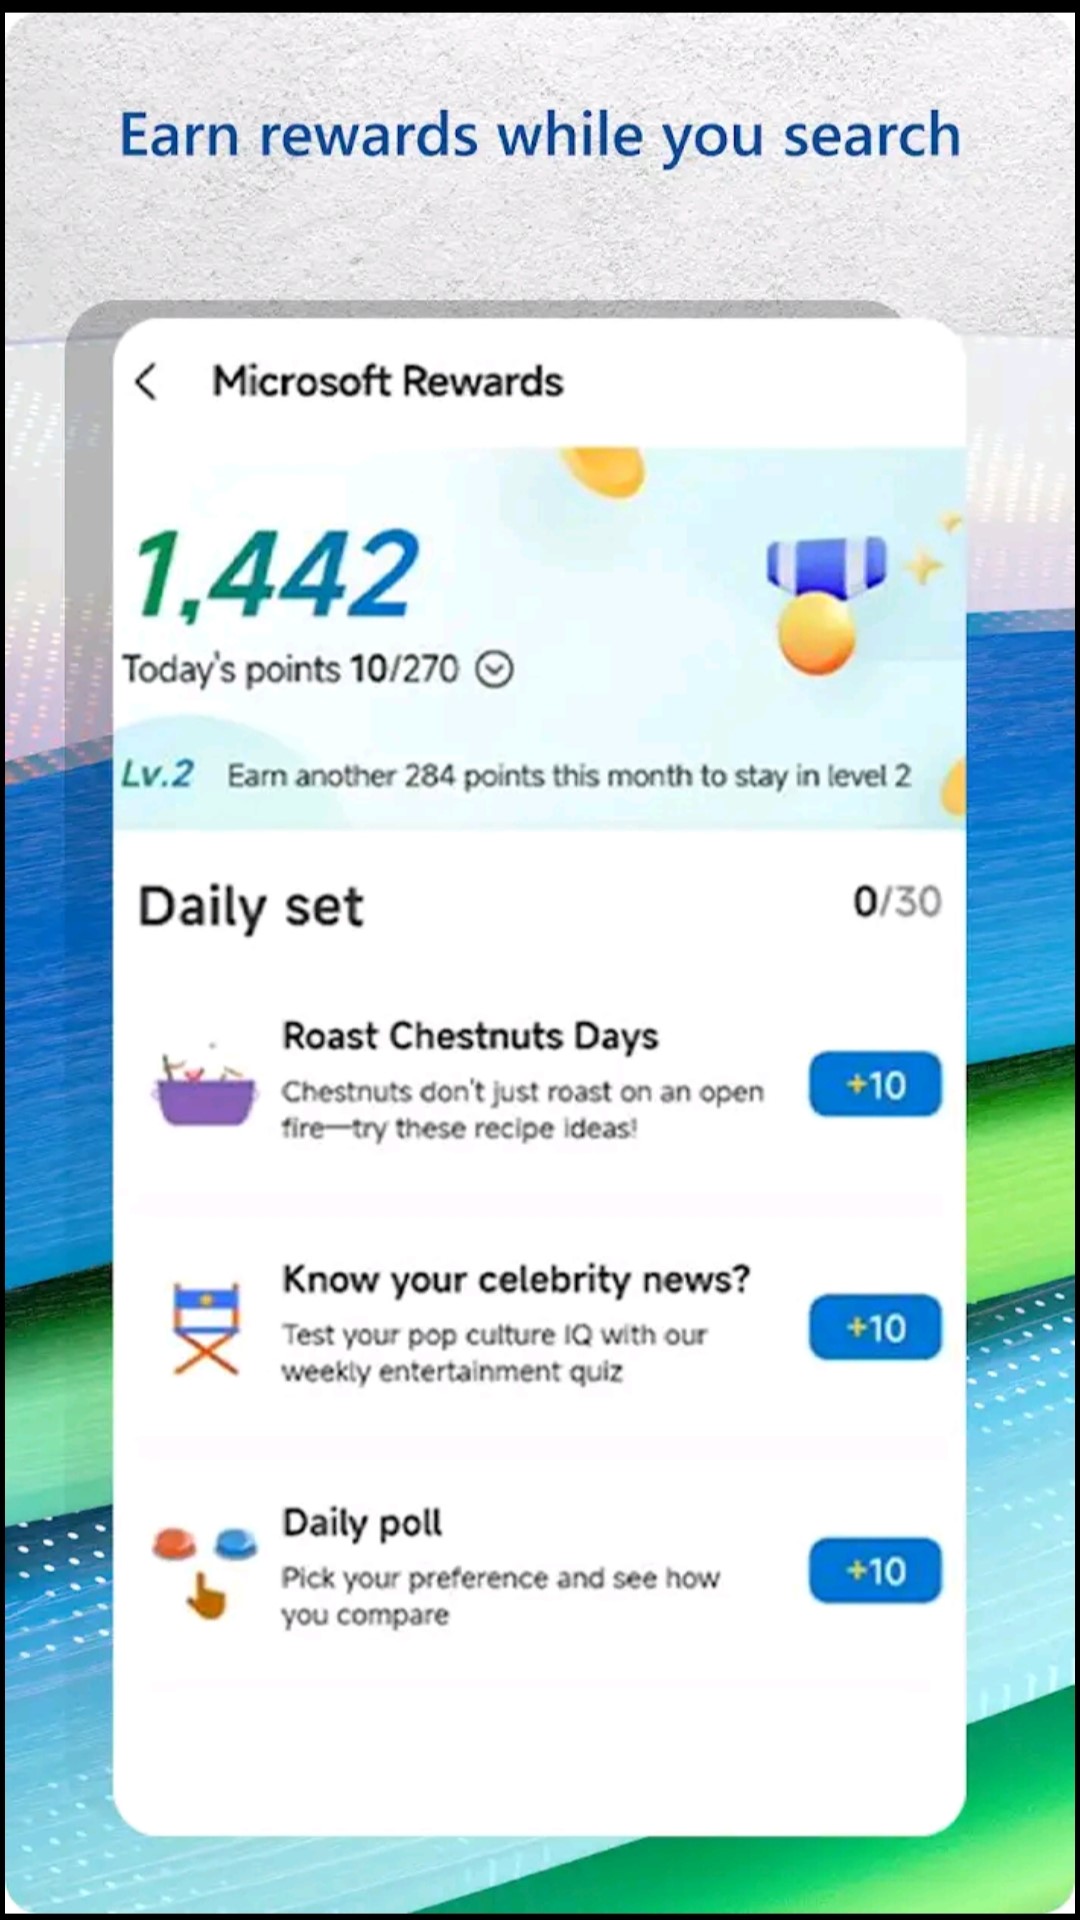 Earn rewards while you search
Microsoft Rewards
1,442
Today's points 10/270
Lv.2 Earn another 284 points this month to stay in level 2
Daily set 0/30
Roast Chestnuts Days
Chestnuts don't just roast on an open
fire—try these recipe ideas!
+10
Know your celebrity news?
Test your pop culture IQ with our
weekly entertainment quiz
+10
Daily poll
Pick your preference and see how
you compare
+10